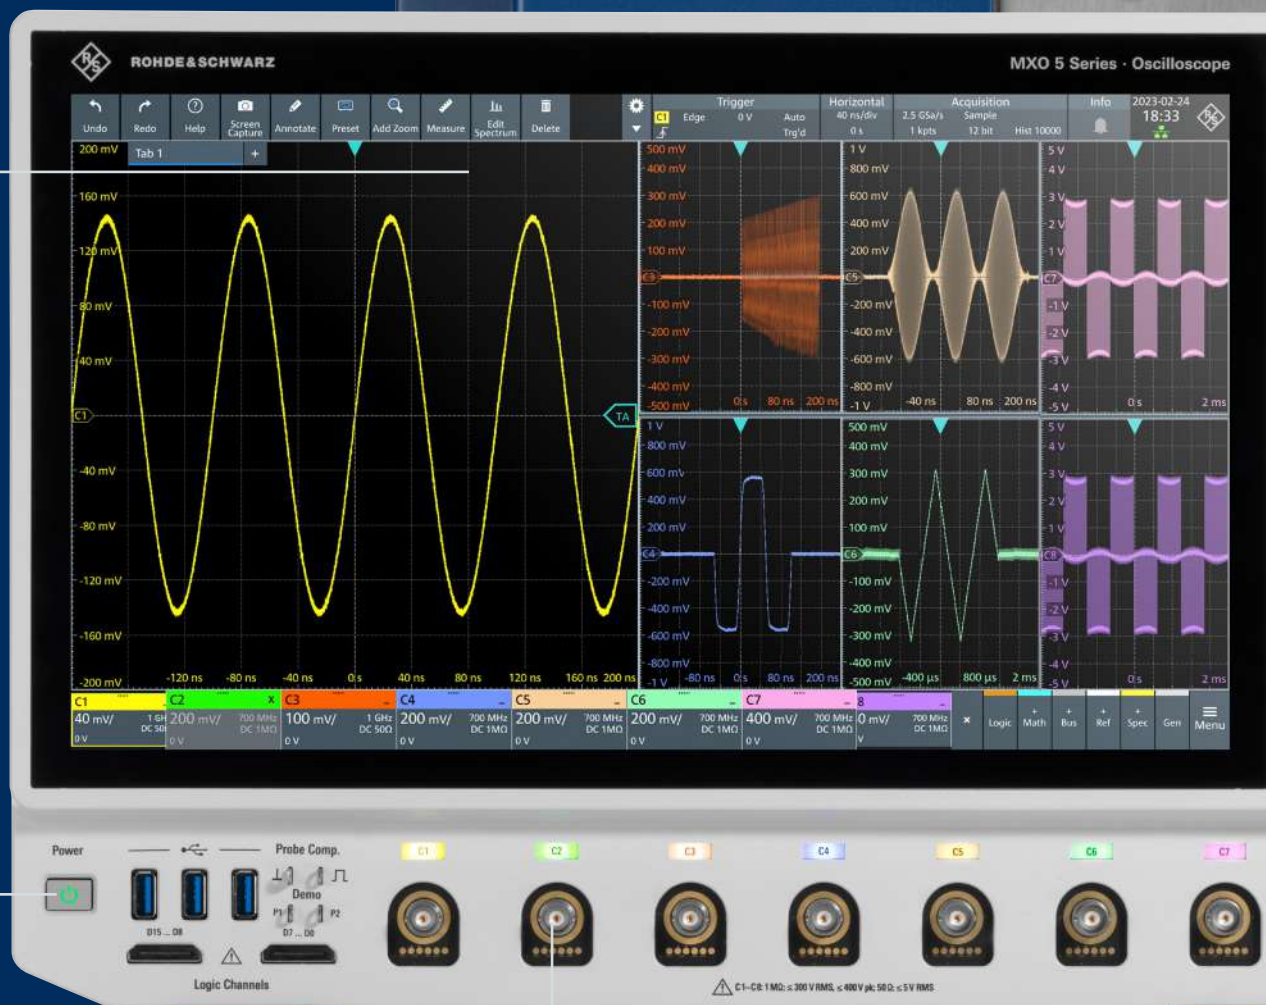 ROHDE&SCHWARZ
MXO 5 Series · Oscilloscope
Undo Redo Help Screen Capture Annotate Preset Add Zoom Measure Edit Spectrum Delete
Trigger Horizontal Acquisition Info 2023-02-24
C1 Edge 0 V Auto 40 ns/div 2.5 GSa/s Sample 18:33
Trg'd 0 s 1 kpts 12 bit Hist 10000
Tab 1 +
200 mV
160 mV
120 mV
80 mV
40 mV
C1
-40 mV
-80 mV
-120 mV
-160 mV
-200 mV
-120 ns -80 ns -40 ns 0 s 40 ns 80 ns 120 ns 160 ns 200 ns
TA
500 mV
400 mV
300 mV
200 mV
100 mV
C3
-100 mV
-200 mV
-300 mV
-400 mV
-500 mV
0 s 80 ns 200 ns
1 V
800 mV
600 mV
400 mV
200 mV
C5
-200 mV
-400 mV
-600 mV
-800 mV
-1 V
-40 ns 80 ns 200 ns
5 V
4 V
3 V
2 V
1 V
C7
-1 V
-2 V
-3 V
-4 V
-5 V
0 s 2 ms
1 V
800 mV
600 mV
400 mV
200 mV
C4
-200 mV
-400 mV
-600 mV
-800 mV
-1 V
-80 ns 0 s 80 ns 200 ns
500 mV
400 mV
300 mV
200 mV
100 mV
C6
-100 mV
-200 mV
-300 mV
-400 mV
-500 mV
-400 µs 800 µs 2 ms
5 V
4 V
3 V
2 V
1 V
C8
-1 V
-2 V
-3 V
-4 V
-5 V
0 s 2 ms
C1 C2 x C3 C4 C5 C6 C7 8
40 mV/ 1 GH 200 mV/ 700 MHz 100 mV/ 1 GHz 200 mV/ 700 MHz 200 mV/ 700 MHz 200 mV/ 700 MHz 400 mV/ 700 MHz 0 mV/ 700 MHz
DC 50 DC 1MΩ DC 50Ω DC 1MΩ DC 1MΩ DC 1MΩ DC 1MΩ DC 1MΩ
0 V 0 V 0 V 0 V 0 V 0 V 0 V V
Logic + Math + Bus + Ref + Spec Gen Menu
Power Probe Comp. C1 C2 C3 C4 C5 C6 C7
Demo
P1 P2
D15 ... D8 D7 ... D0
Logic Channels
C1–C8: 1 MΩ: ≤ 300 V RMS, ≤ 400 V pk; 50 Ω: ≤ 5 V RMS